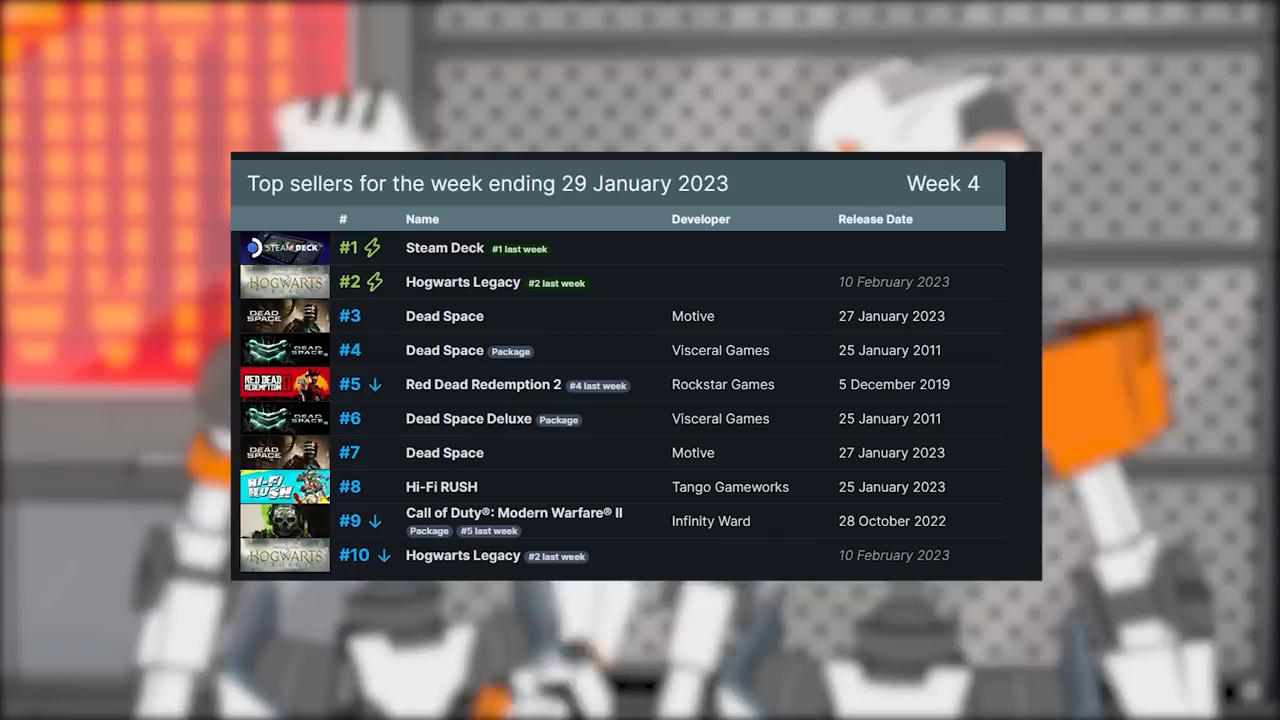 Top sellers for the week ending 29 January 2023 Week 4
# Name Developer Release Date
STEAM DECK #1 Steam Deck #1 last week
HOGWARTS #2 Hogwarts Legacy #2 last week 10 February 2023
DEAD SPACE #3 Dead Space Motive 27 January 2023
DEAD SPACE #4 Dead Space Package Visceral Games 25 January 2011
RED DEAD REDEMPTION II #5 Red Dead Redemption 2 #4 last week Rockstar Games 5 December 2019
DEAD SPACE #6 Dead Space Deluxe Package Visceral Games 25 January 2011
DEAD SPACE #7 Dead Space Motive 27 January 2023
HI-FI RUSH #8 Hi-Fi RUSH Tango Gameworks 25 January 2023
#9 Call of Duty®: Modern Warfare® II Infinity Ward 28 October 2022
Package #5 last week
HOGWARTS #10 Hogwarts Legacy #2 last week 10 February 2023